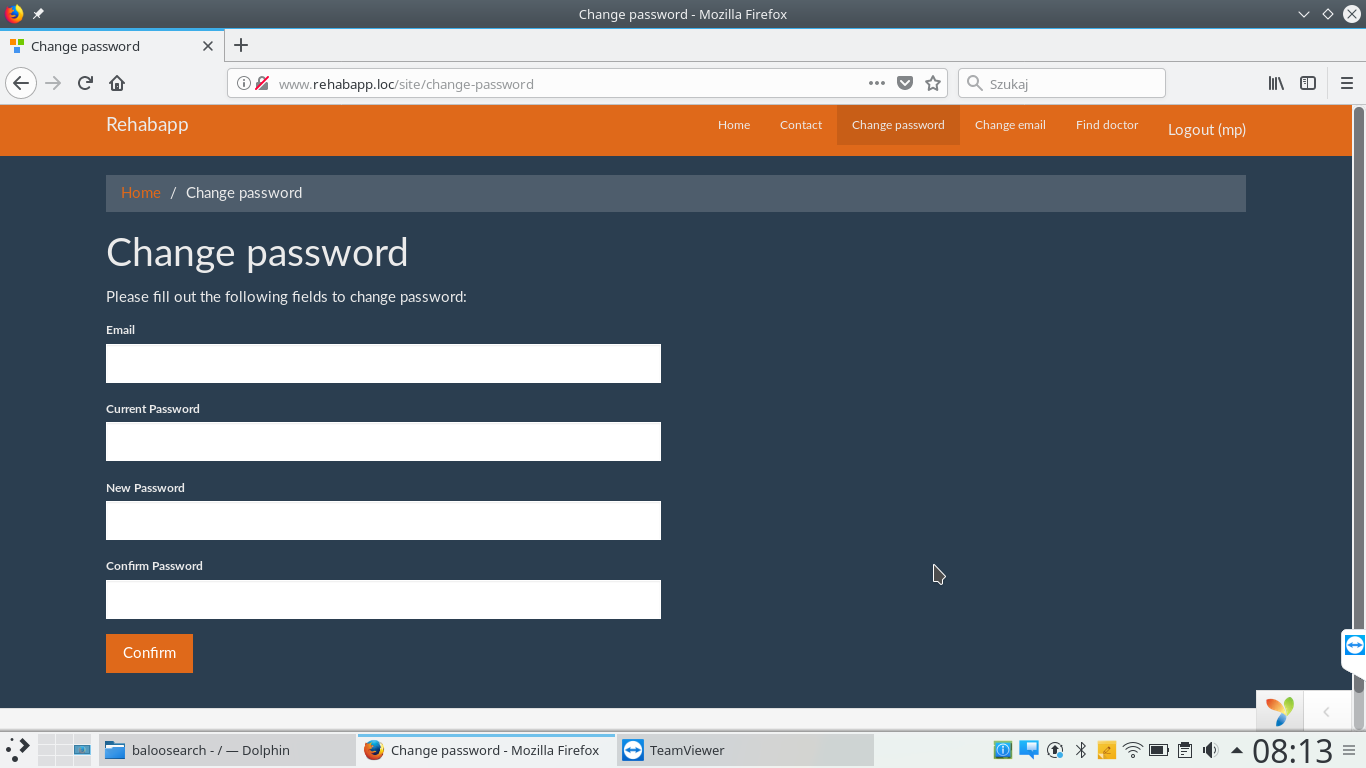 Change password - Mozilla Firefox
Change password
www.rehabapp.loc/site/change-password
Szukaj
Rehabapp
Home
Contact
Change password
Change email
Find doctor
Logout (mp)
Home / Change password
Change password
Please fill out the following fields to change password:
Email
Current Password
New Password
Confirm Password
Confirm
baloosearch - / — Dolphin
Change password - Mozilla Firefox
TeamViewer
08:13